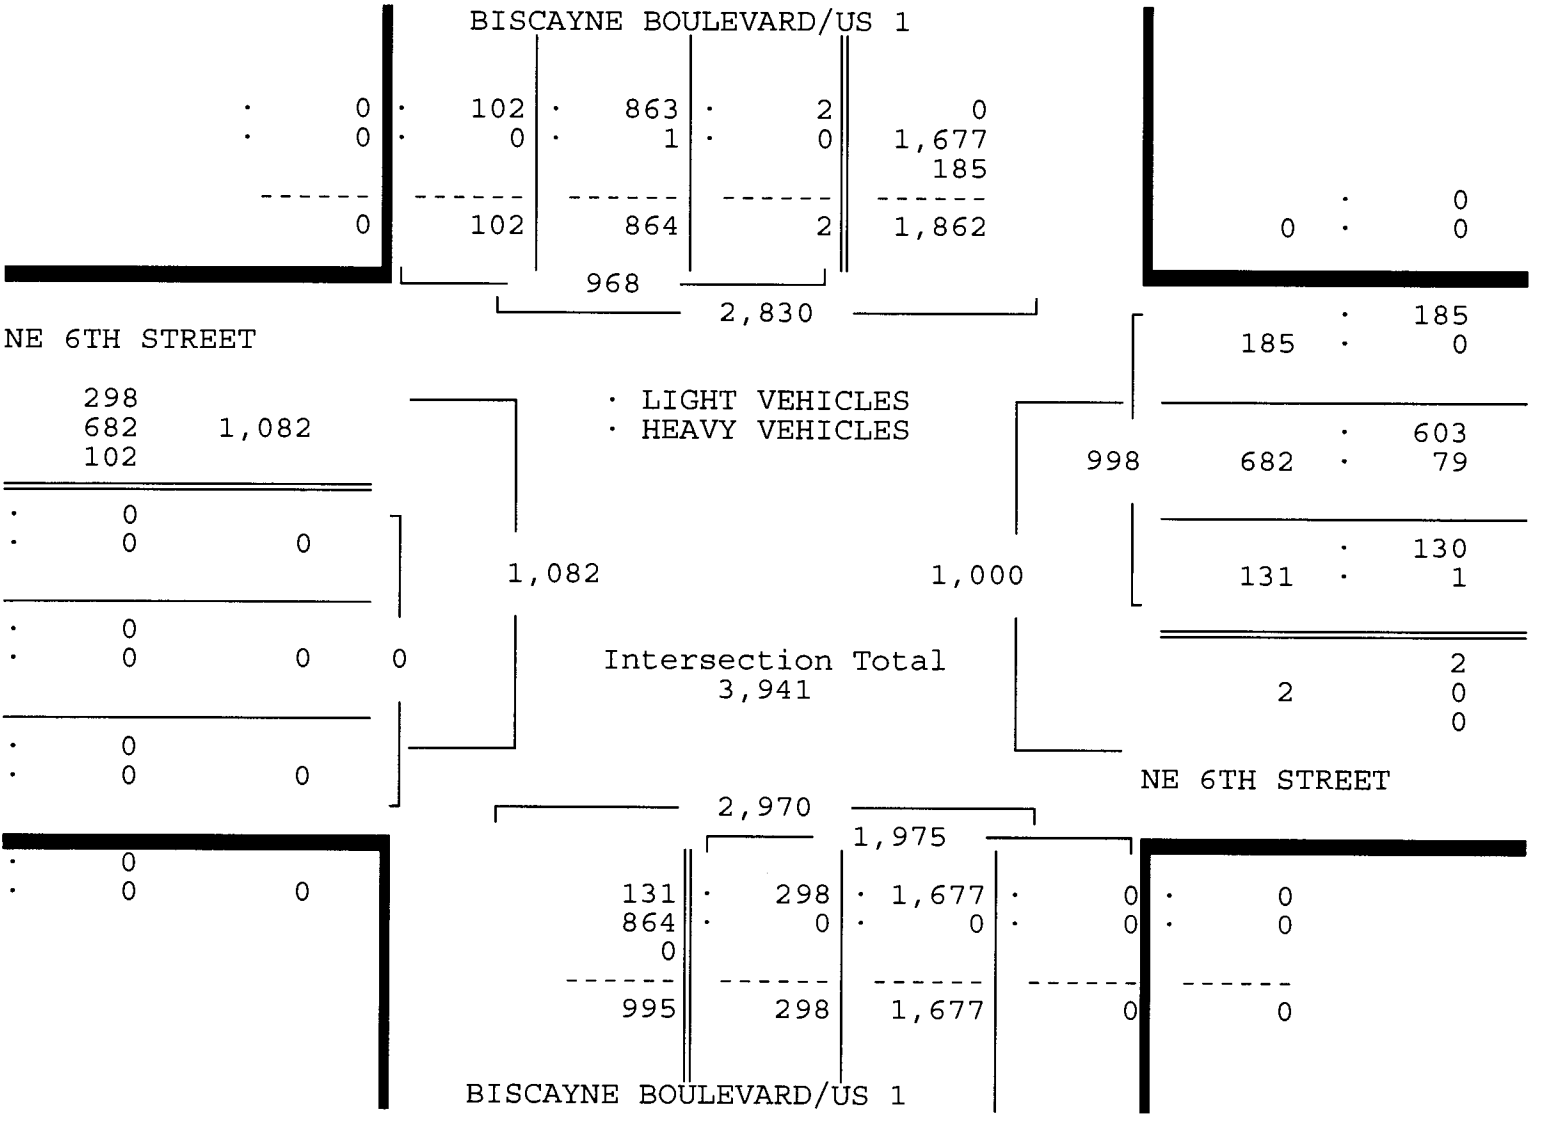 BISCAYNE BOULEVARD/US 1
· 0 · 102 · 863 · 2 0
· 0 · 0 · 1 · 0 1,677
185
------ ------ ------ ------ ------
0 102 864 2 1,862
· 0
0 · 0
968
2,830
NE 6TH STREET
· 185
185 · 0
298
682 1,082
102
· LIGHT VEHICLES
· HEAVY VEHICLES
· 603
998 682 · 79
· 0
· 0 0
· 130
131 · 1
1,082
1,000
· 0
· 0 0 0
Intersection Total
3,941
2
2 0
0
· 0
· 0 0
NE 6TH STREET
2,970
1,975
· 0
· 0 0
131 · 298 · 1,677 · 0 · 0
864 · 0 · 0 · 0 · 0
0
------ ------ ------ ------ ------
995 298 1,677 0 0
BISCAYNE BOULEVARD/US 1